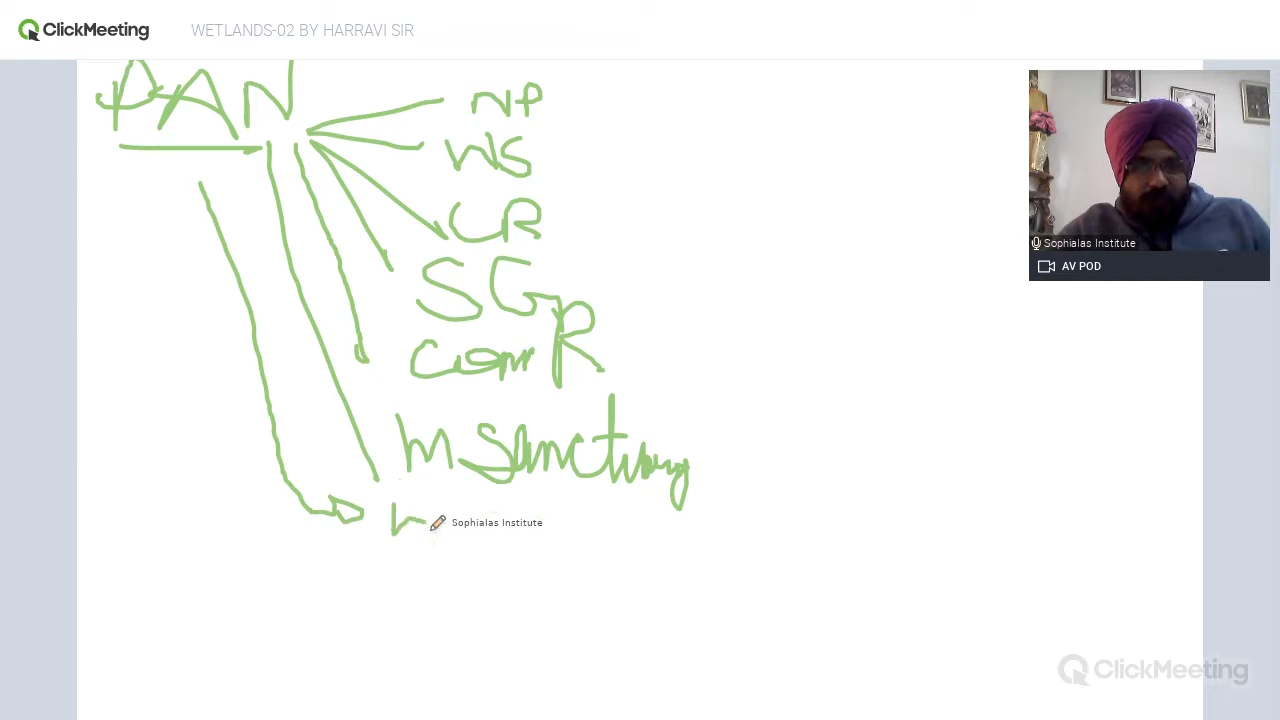 ClickMeeting WETLANDS-02 BY HARRAVI SIR
PAN
NP
WS
CR
SGR
Com
M Sanctuary
Sophialas Institute
Sophialas Institute
AV POD
ClickMeeting